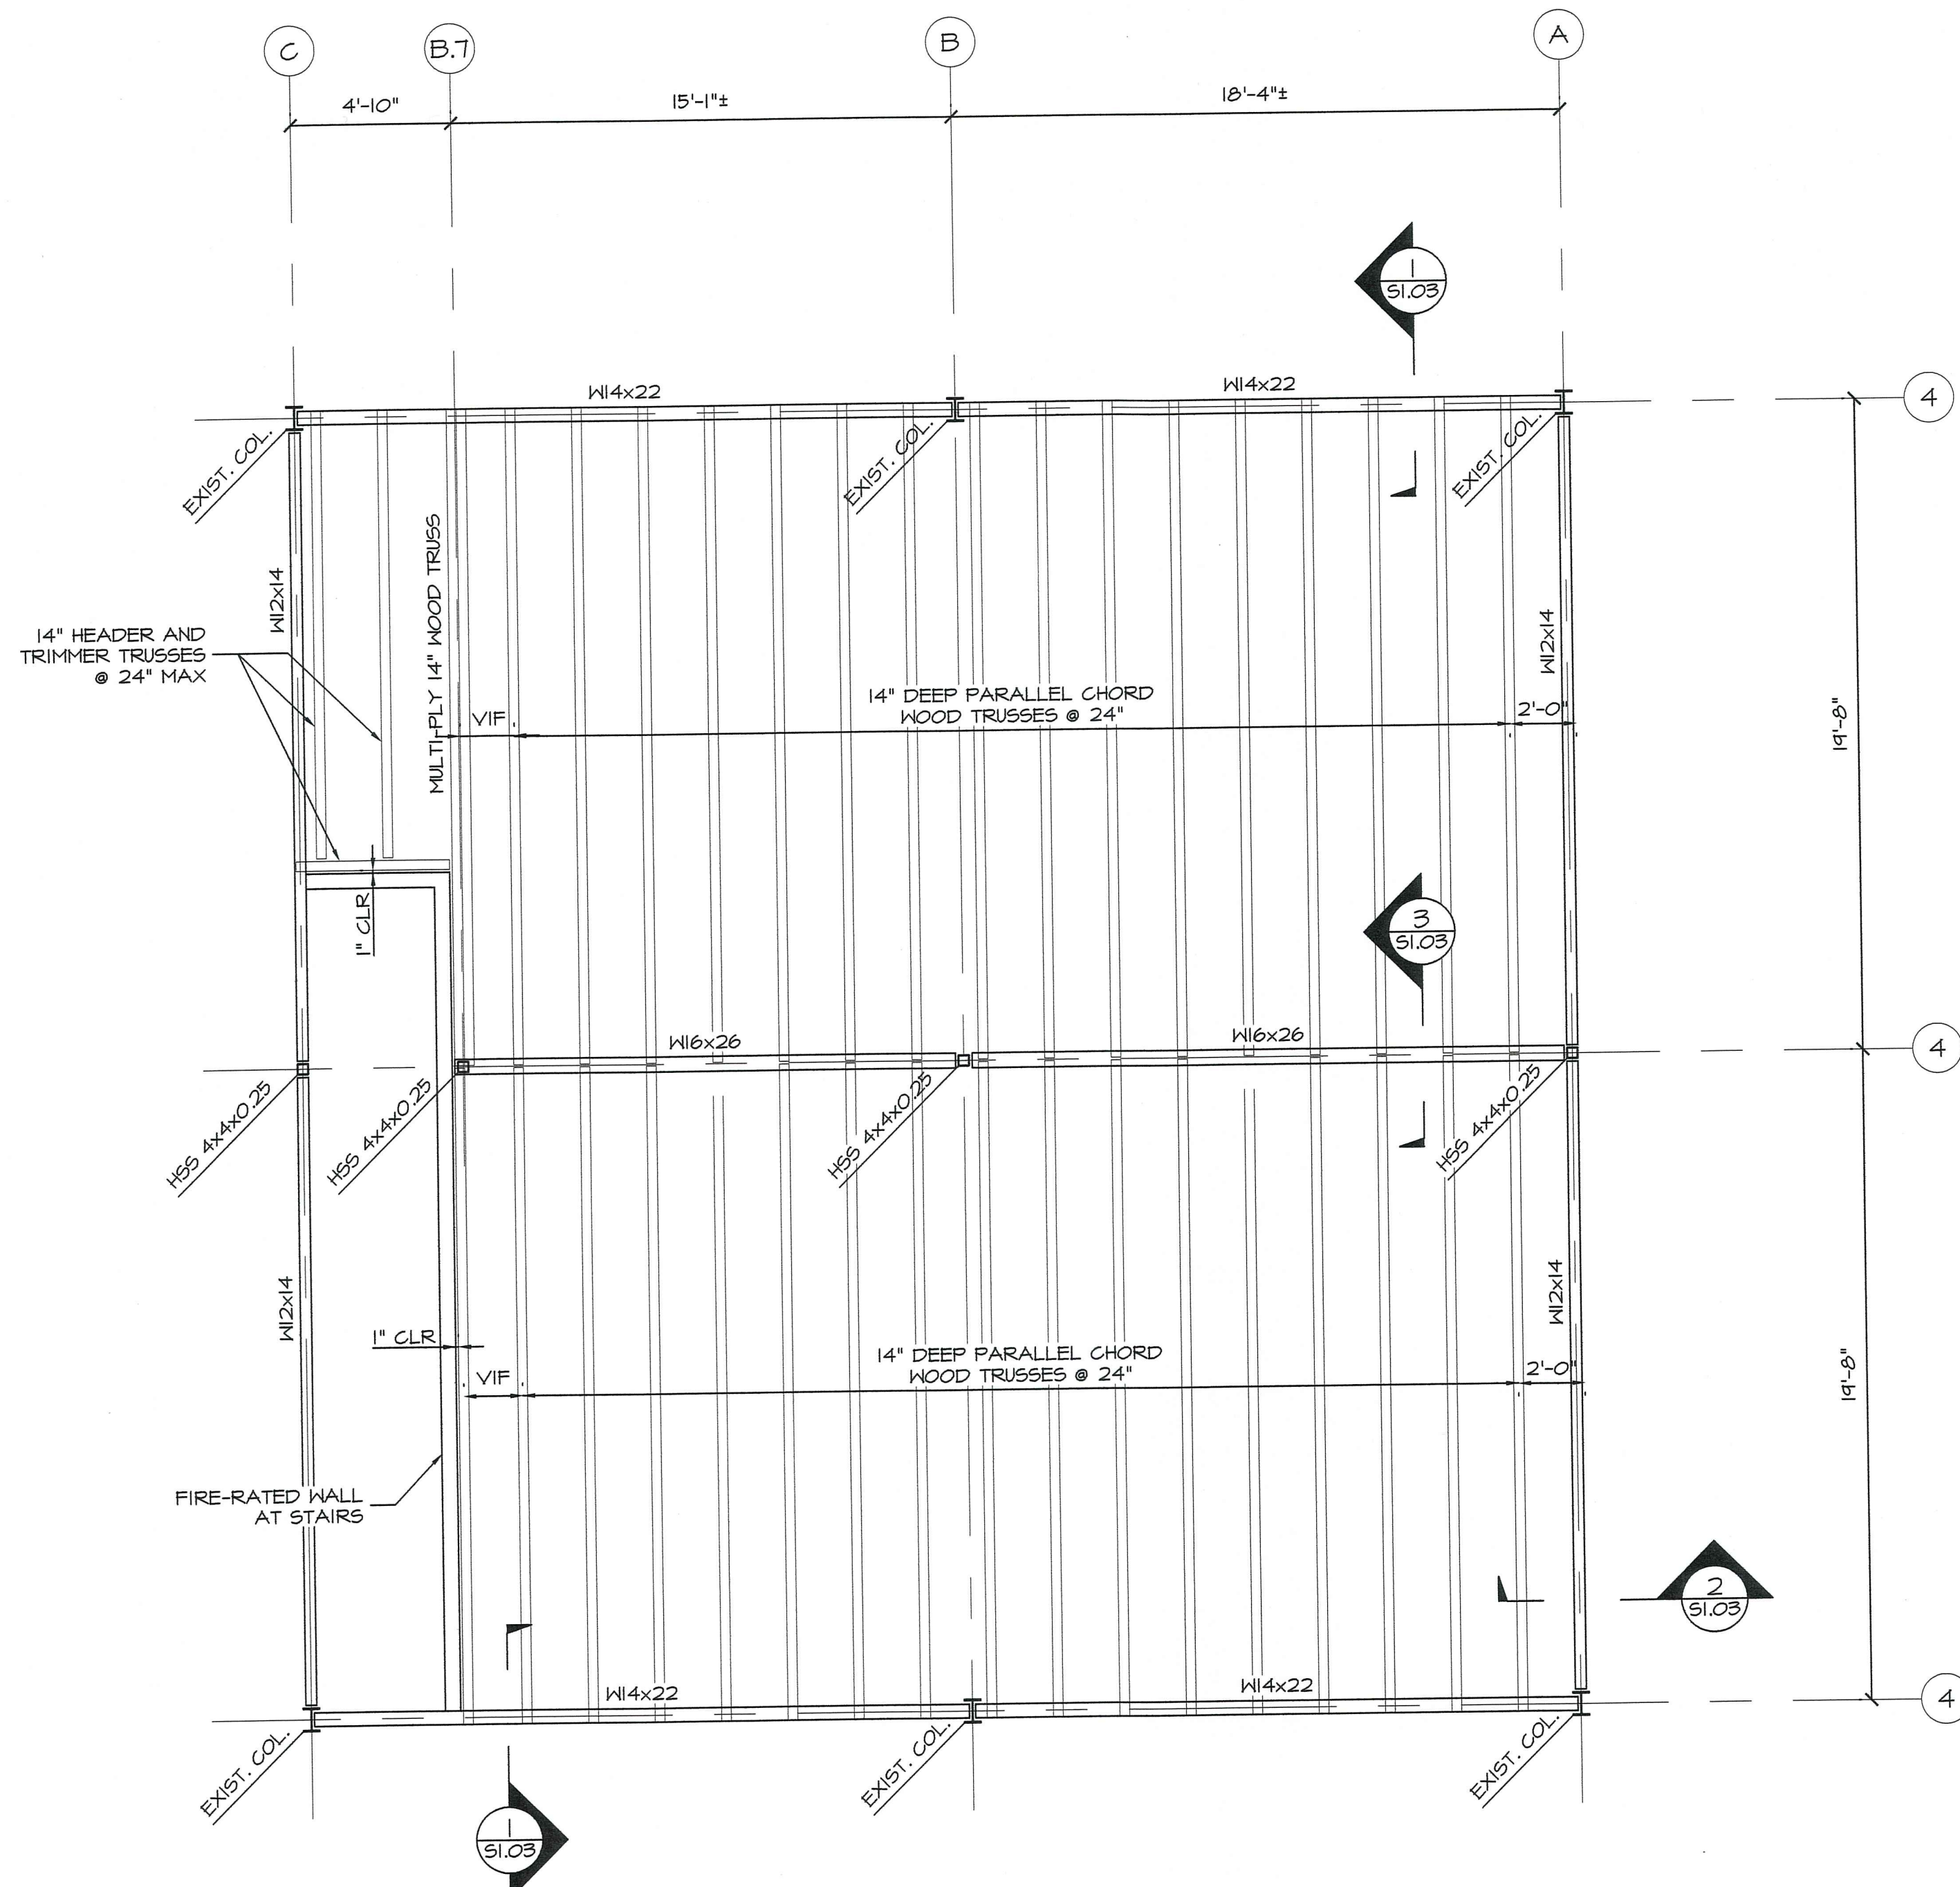 C
B.7
B
A
4'-10"
15'-1"±
18'-4"±
1
S1.03
W14x22
W14x22
4
EXIST. COL.
EXIST. COL.
EXIST. COL.
W12x14
MULTI-PLY 14" WOOD TRUSS
W12x14
14" HEADER AND
TRIMMER TRUSSES
@ 24" MAX
VIF
14" DEEP PARALLEL CHORD
WOOD TRUSSES @ 24"
2'-0"
19'-8"
1" CLR
3
S1.03
W16x26
W16x26
4
HSS 4x4x0.25
HSS 4x4x0.25
HSS 4x4x0.25
HSS 4x4x0.25
W12x14
W12x14
1" CLR
VIF
14" DEEP PARALLEL CHORD
WOOD TRUSSES @ 24"
2'-0"
19'-8"
FIRE-RATED WALL
AT STAIRS
2
S1.03
W14x22
W14x22
4
EXIST. COL.
EXIST. COL.
EXIST. COL.
1
S1.03